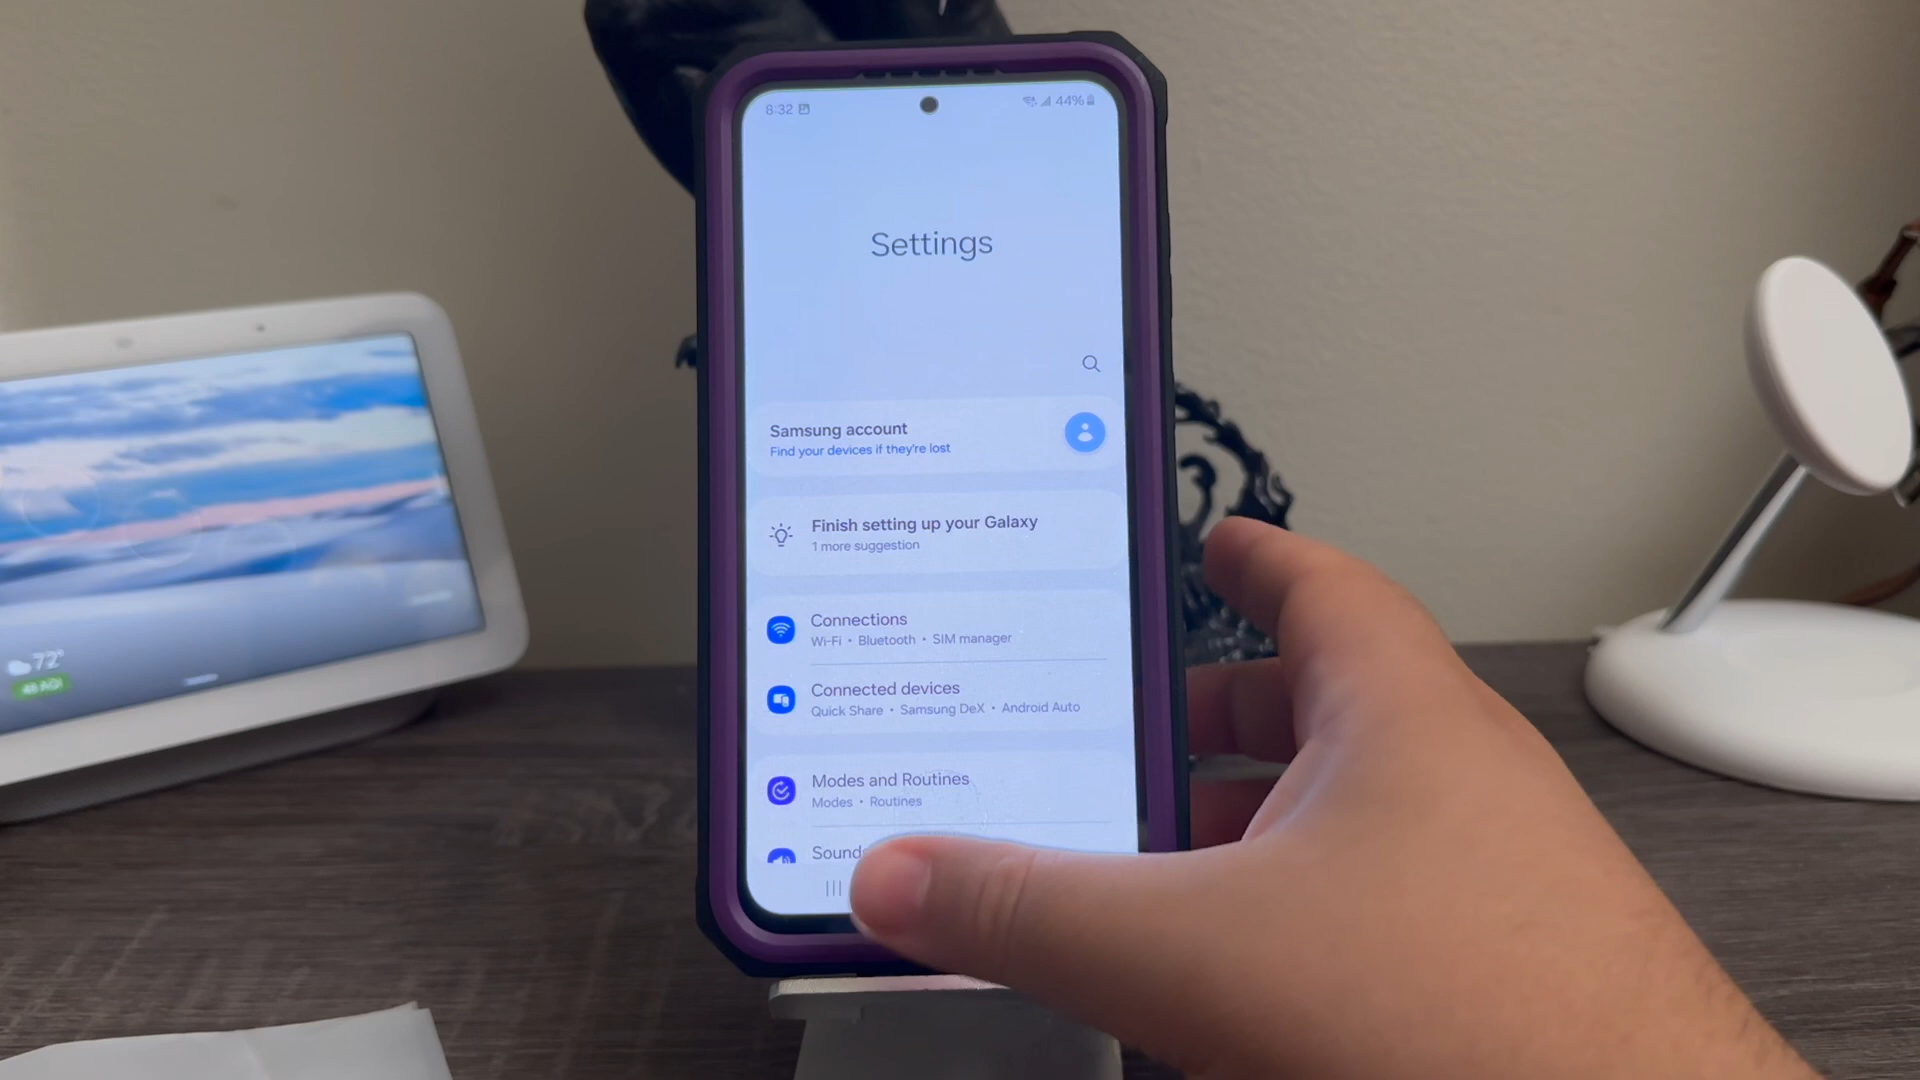 8:32
44%
Settings
Samsung account
Find your devices if they're lost
Finish setting up your Galaxy
1 more suggestion
Connections
Wi-Fi • Bluetooth • SIM manager
Connected devices
Quick Share • Samsung DeX • Android Auto
Modes and Routines
Modes • Routines
Sound
72°
48 AQI